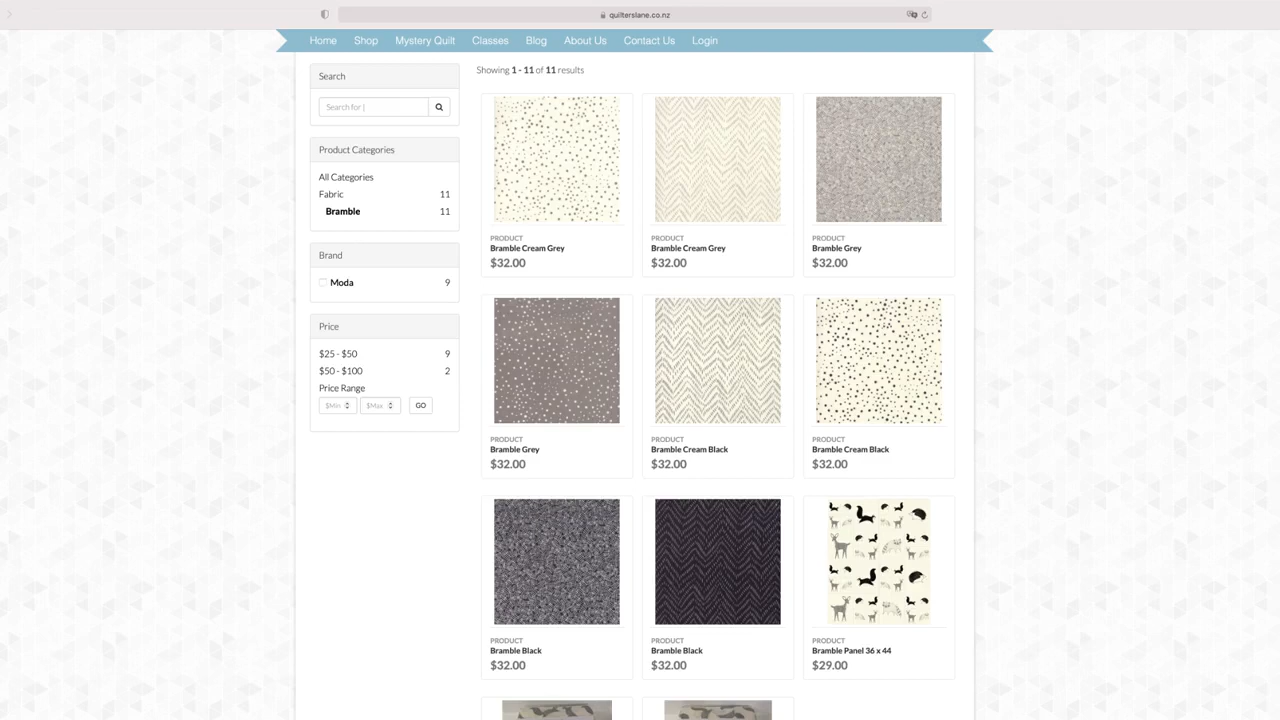 quilterslane.co.nz
Home Shop Mystery Quilt Classes Blog About Us Contact Us Login
Search
Search for |
Product Categories
All Categories
Fabric 11
Bramble 11
Brand
Moda 9
Price
$25 - $50 9
$50 - $100 2
Price Range
$Min $Max GO
Showing 1 - 11 of 11 results
PRODUCT
Bramble Cream Grey
$32.00
PRODUCT
Bramble Cream Grey
$32.00
PRODUCT
Bramble Grey
$32.00
PRODUCT
Bramble Grey
$32.00
PRODUCT
Bramble Cream Black
$32.00
PRODUCT
Bramble Cream Black
$32.00
PRODUCT
Bramble Black
$32.00
PRODUCT
Bramble Black
$32.00
PRODUCT
Bramble Panel 36 x 44
$29.00